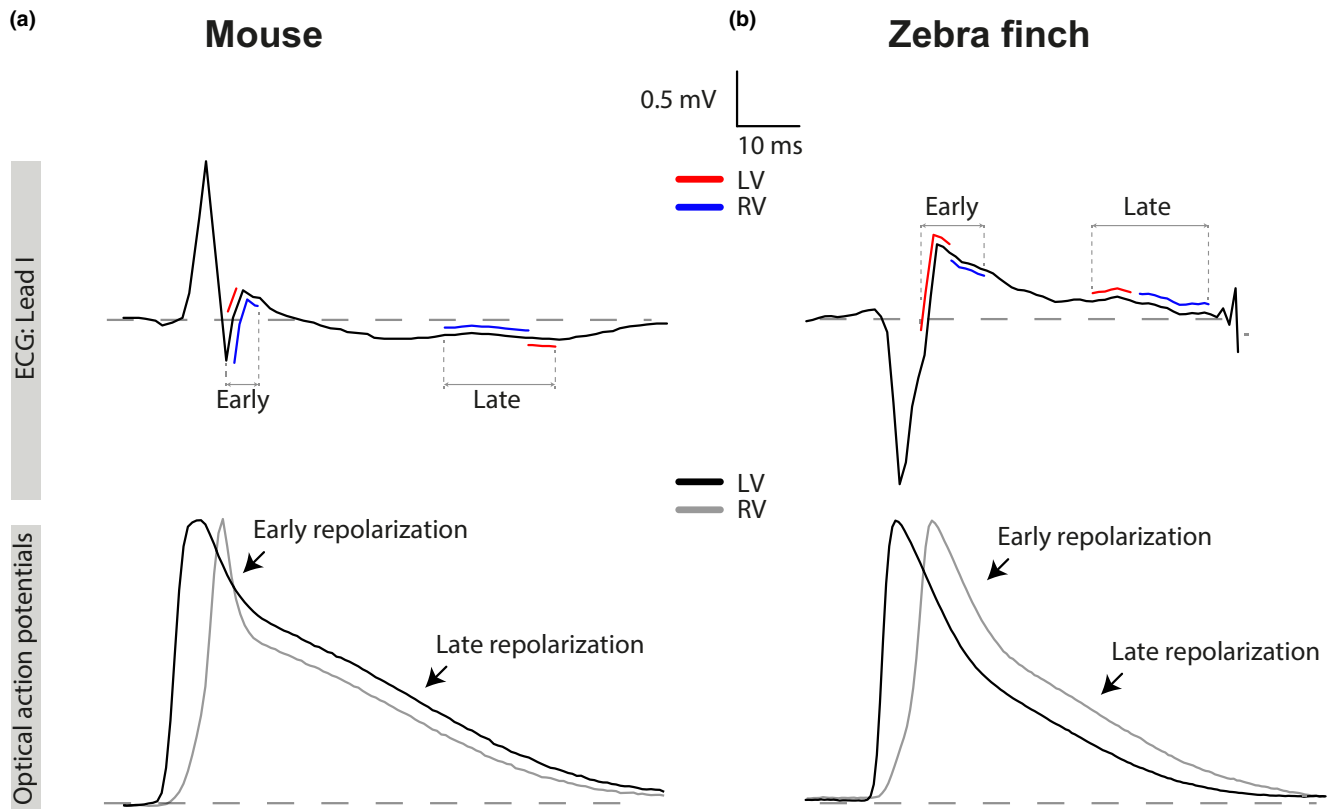 (a)
Mouse
(b)
Zebra finch
0.5 mV
10 ms
LV
RV
ECG: Lead I
Early
Late
Early
Late
LV
RV
Optical action potentials
Early repolarization
Late repolarization
Early repolarization
Late repolarization